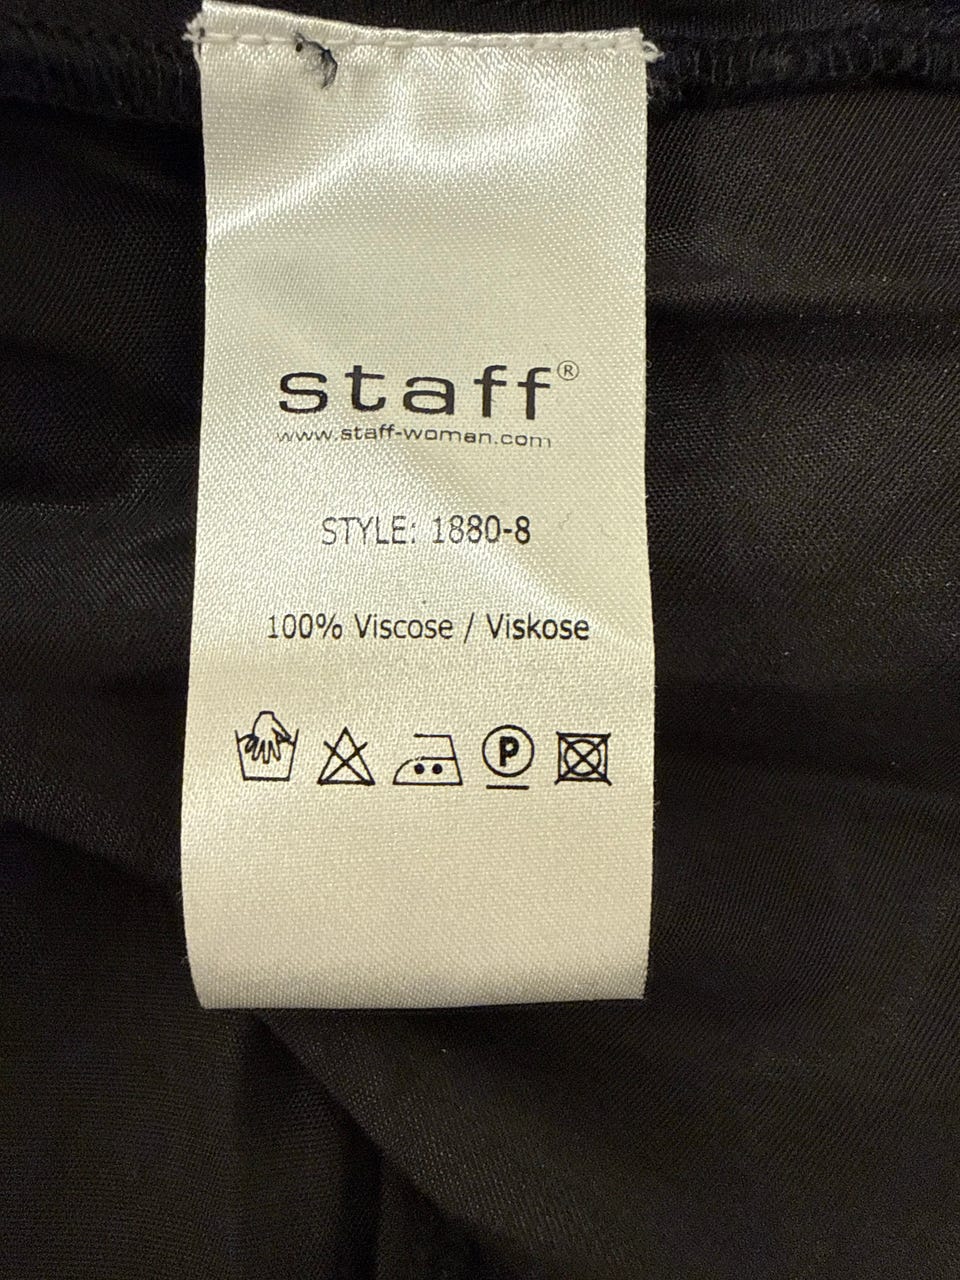 staff®
www.staff-woman.com
STYLE: 1880-8
100% Viscose / Viskose
P